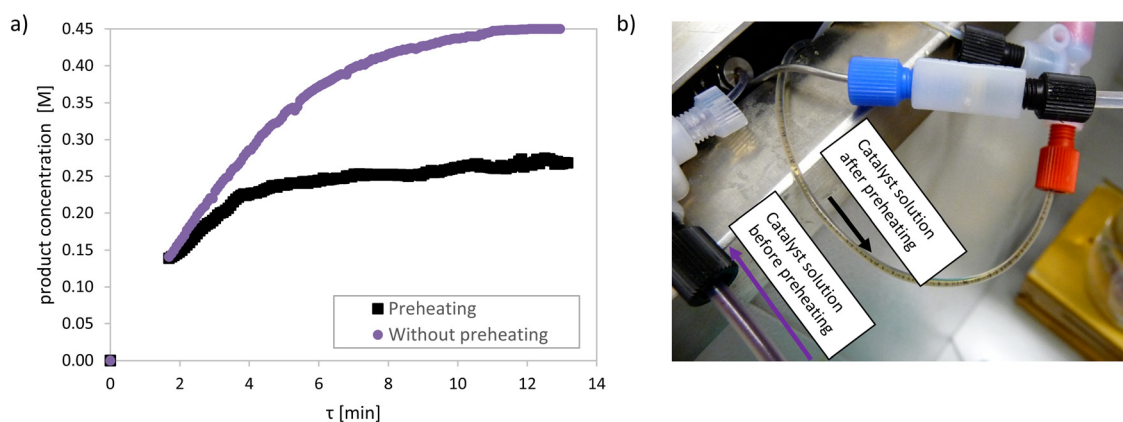 a)
product concentration [M]
0.45
0.40
0.35
0.30
0.25
0.20
0.15
0.10
0.05
0.00
Preheating
Without preheating
0 2 4 6 8 10 12 14
τ [min]
b)
Catalyst solution
after preheating
Catalyst solution
before preheating